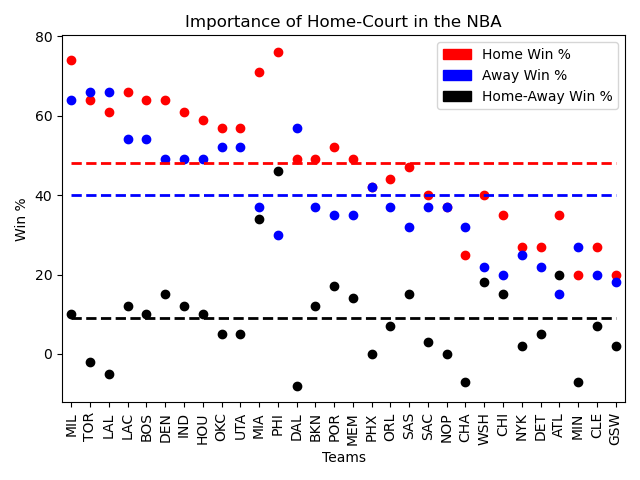 Importance of Home-Court in the NBA
Home Win %
Away Win %
Home-Away Win %
Win %
80
60
40
20
0
MIL
TOR
LAL
LAC
BOS
DEN
IND
HOU
OKC
UTA
MIA
PHI
DAL
BKN
POR
MEM
PHX
ORL
SAS
SAC
NOP
CHA
WSH
CHI
NYK
DET
ATL
MIN
CLE
GSW
Teams